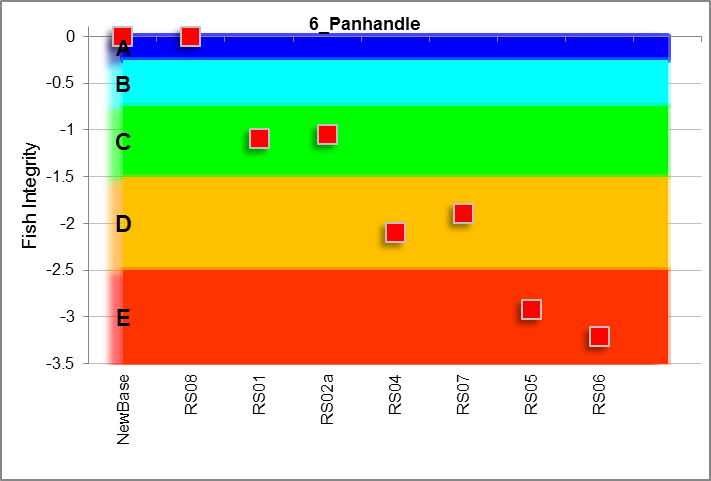 6_Panhandle
0
-0.5
-1
-1.5
-2
-2.5
-3
-3.5
Fish Integrity
A
B
C
D
E
NewBase
RS08
RS01
RS02a
RS04
RS07
RS05
RS06